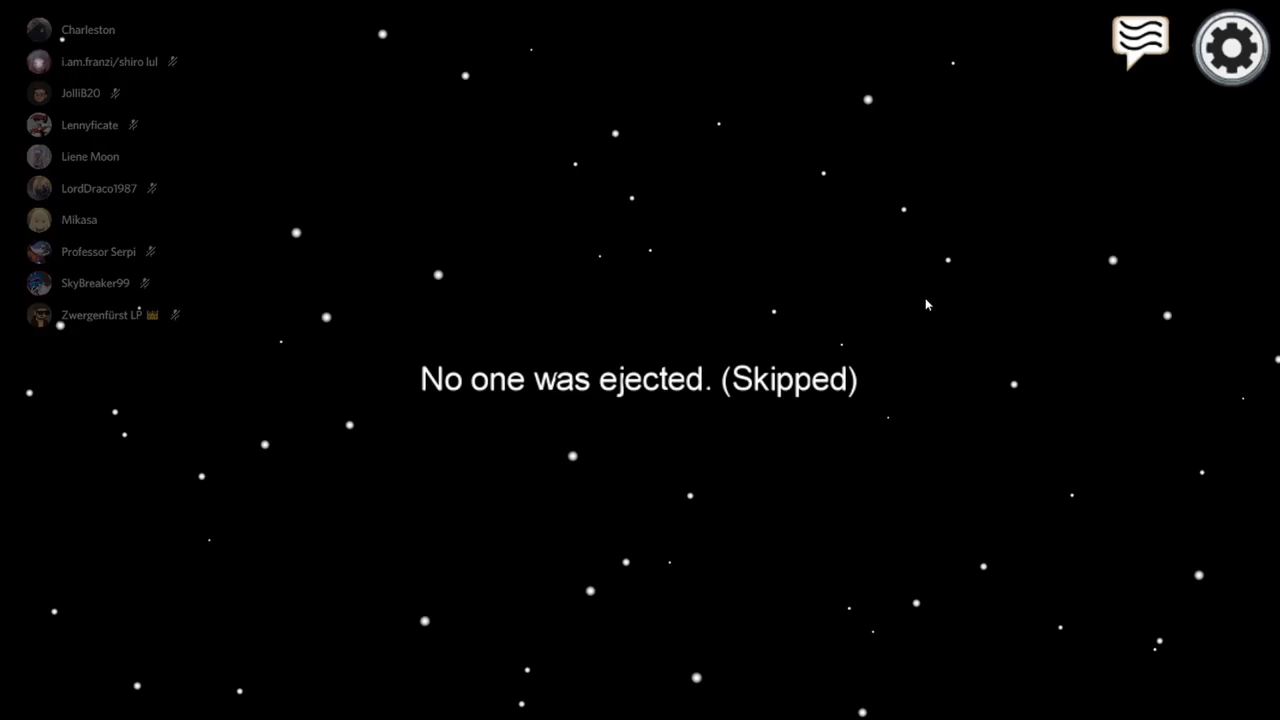 Charleston
i.am.franzi/shiro lul
JolliB20
Lennyficate
Liene Moon
LordDraco1987
Mikasa
Professor Serpi
SkyBreaker99
Zwergenfürst LP
No one was ejected. (Skipped)